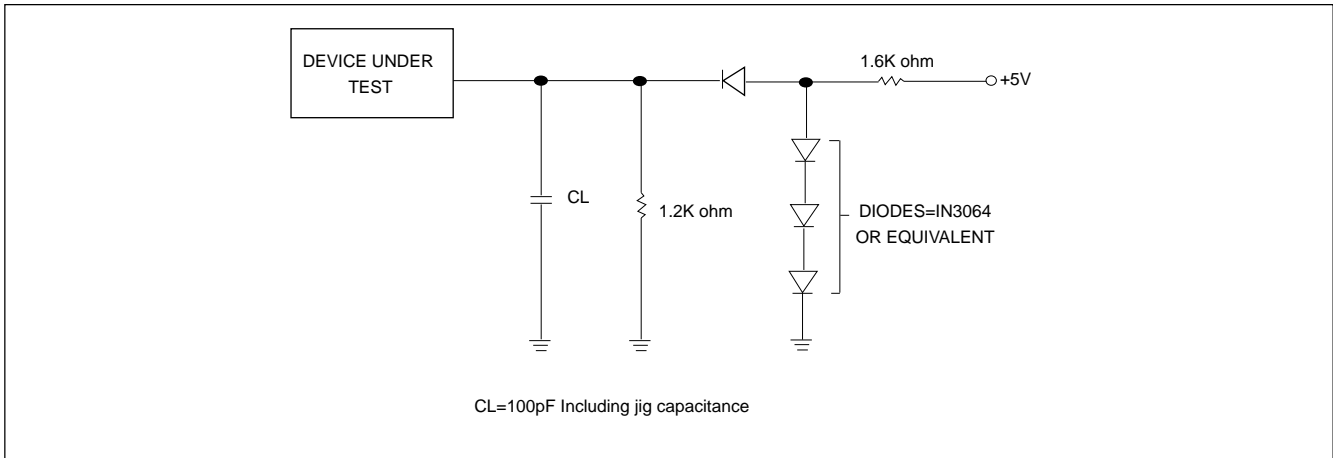 DEVICE UNDER
TEST
1.6K ohm
+5V
CL
1.2K ohm
DIODES=IN3064
OR EQUIVALENT
CL=100pF Including jig capacitance